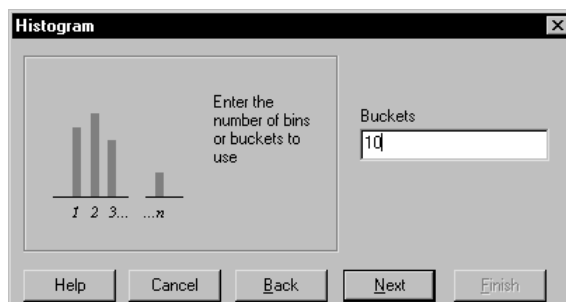 Histogram
Enter the
number of bins
or buckets to
use
Buckets
10
1 2 3... ...n
Help Cancel Back Next Finish